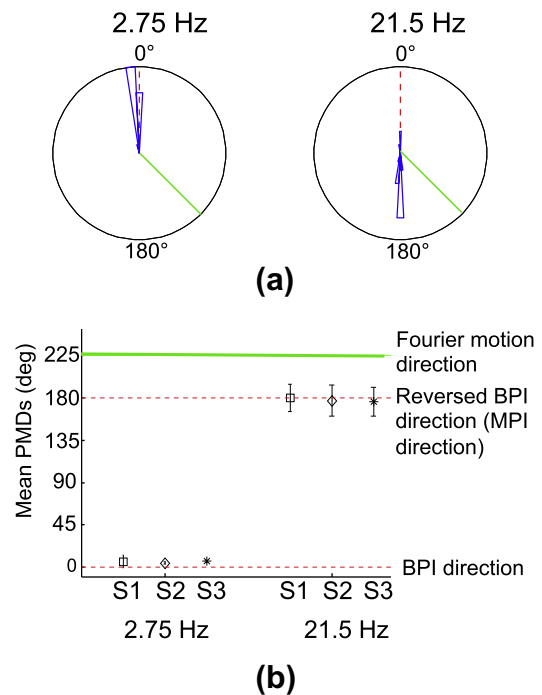 2.75 Hz 21.5 Hz
0° 0°
180° 180°
(a)
Mean PMDs (deg)
225
180
135
90
45
0
Fourier motion
direction
Reversed BPI
direction (MPI
direction)
BPI direction
S1 S2 S3 S1 S2 S3
2.75 Hz 21.5 Hz
(b)